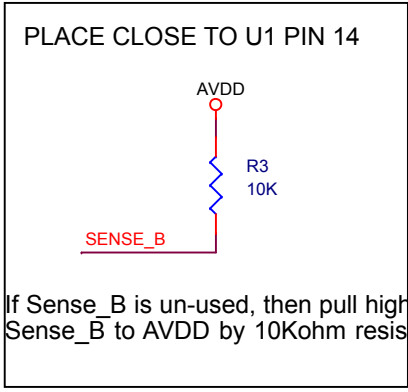 PLACE CLOSE TO U1 PIN 14
AVDD
R3
10K
SENSE_B
If Sense_B is un-used, then pull high
Sense_B to AVDD by 10Kohm resis